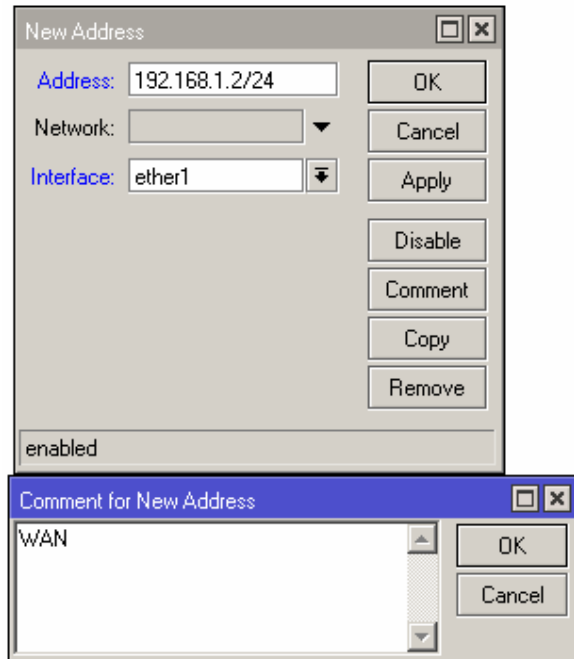 New Address
Address: 192.168.1.2/24
OK
Network:
Cancel
Interface: ether1
Apply
Disable
Comment
Copy
Remove
enabled
Comment for New Address
WAN
OK
Cancel